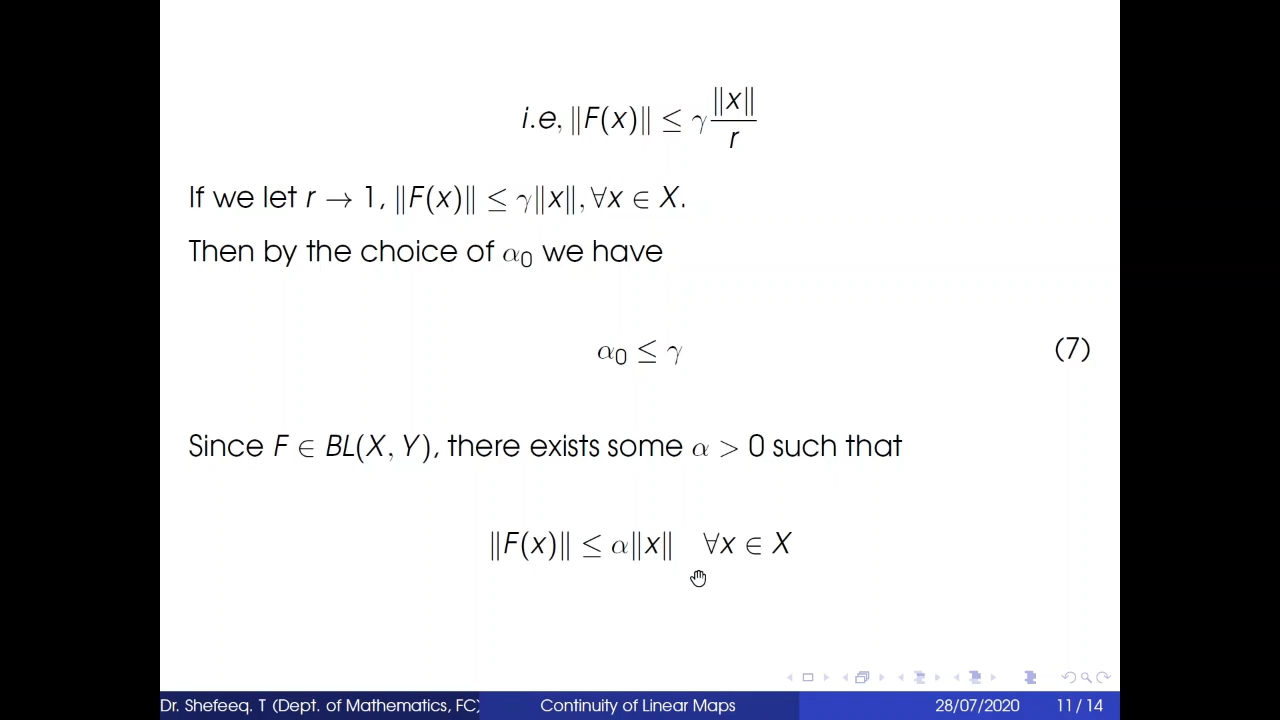 i.e, ‖F(x)‖ ≤ γ ‖x‖/r
If we let r → 1, ‖F(x)‖ ≤ γ‖x‖, ∀x ∈ X.
Then by the choice of α₀ we have
α₀ ≤ γ (7)
Since F ∈ BL(X, Y), there exists some α > 0 such that
‖F(x)‖ ≤ α‖x‖ ∀x ∈ X
Dr. Shefeeq. T (Dept. of Mathematics, FC) Continuity of Linear Maps 28/07/2020 11 / 14